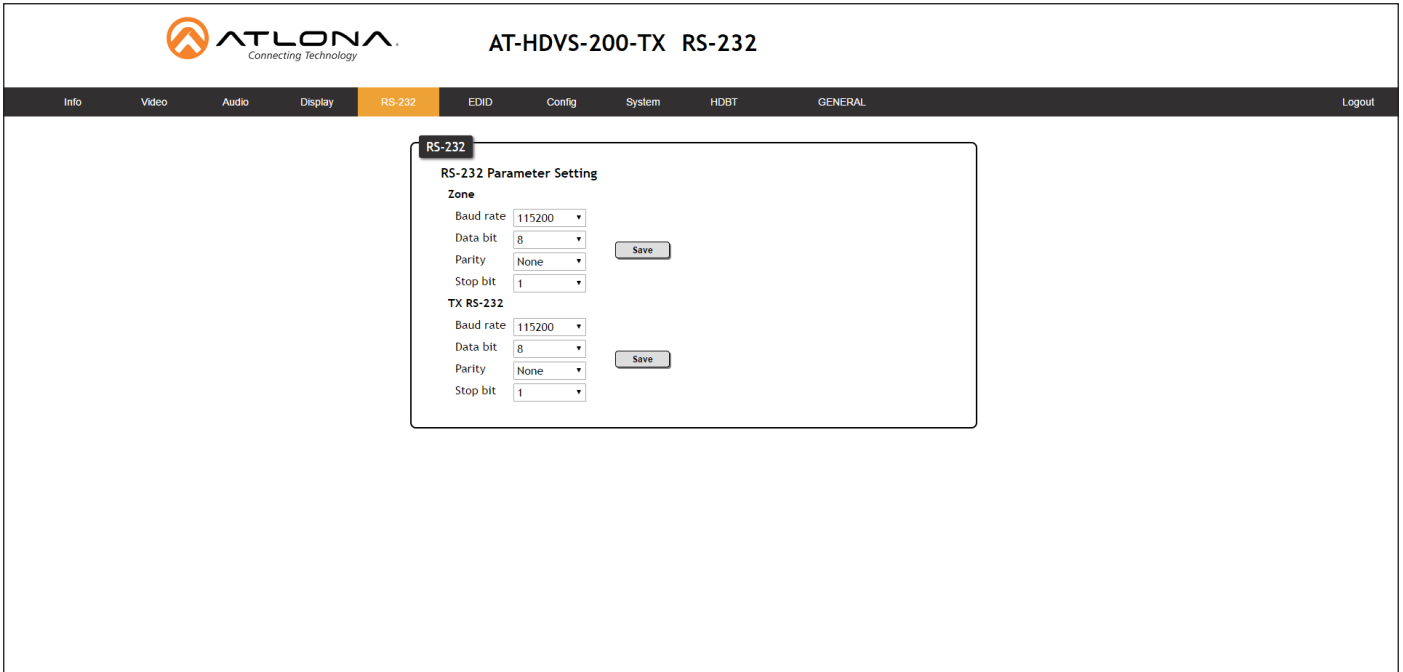 ATLONA.
Connecting Technology
AT-HDVS-200-TX RS-232
Info Video Audio Display RS-232 EDID Config System HDBT GENERAL Logout
RS-232
RS-232 Parameter Setting
Zone
Baud rate 115200
Data bit 8
Save
Parity None
Stop bit 1
TX RS-232
Baud rate 115200
Data bit 8
Save
Parity None
Stop bit 1